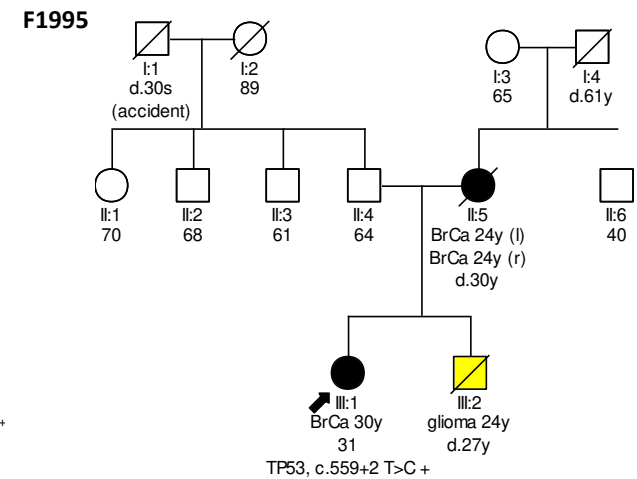 F1995
I:1
d.30s
(accident)
I:2
89
I:3
65
I:4
d.61y
II:1
70
II:2
68
II:3
61
II:4
64
II:5
BrCa 24y (l)
BrCa 24y (r)
d.30y
II:6
40
III:1
BrCa 30y
31
TP53, c.559+2 T>C +
III:2
glioma 24y
d.27y
+